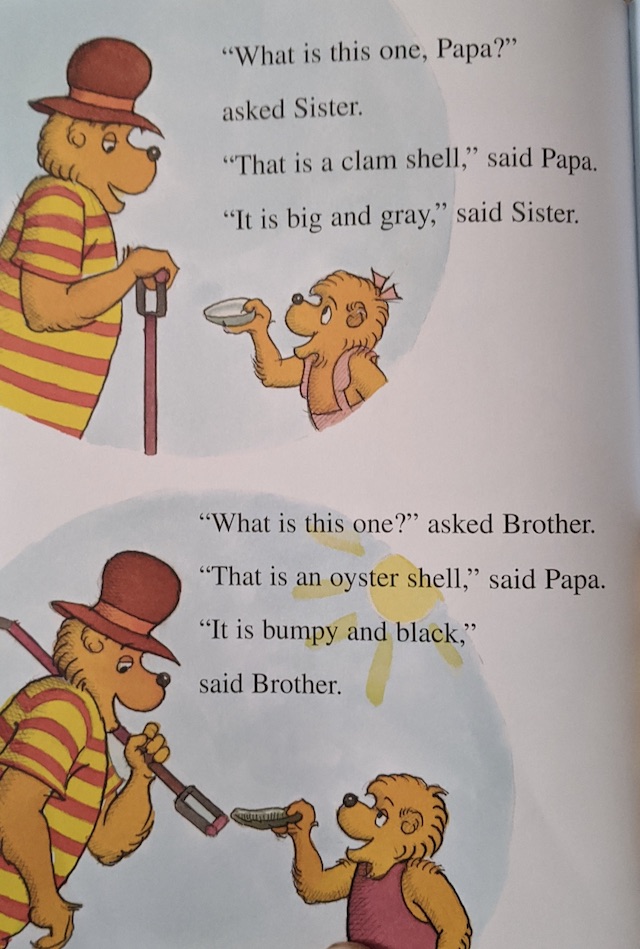 “What is this one, Papa?”
asked Sister.
“That is a clam shell,” said Papa.
“It is big and gray,” said Sister.
“What is this one?” asked Brother.
“That is an oyster shell,” said Papa.
“It is bumpy and black,”
said Brother.